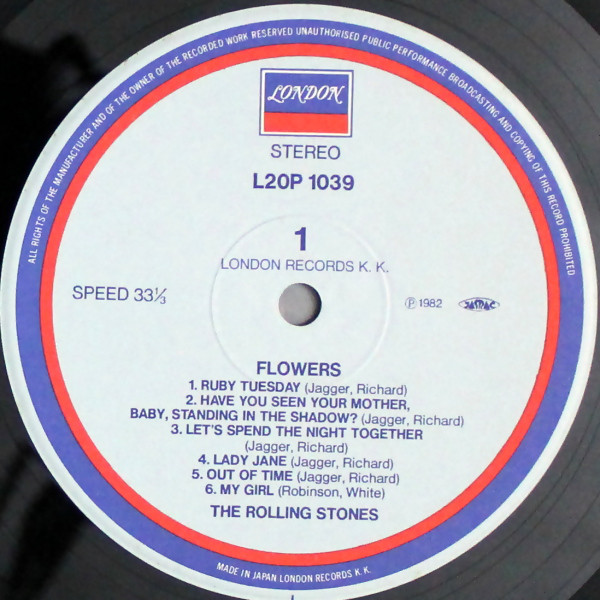 ALL RIGHTS OF THE MANUFACTURER AND OF THE OWNER OF THE RECORDED WORK RESERVED UNAUTHORISED PUBLIC PERFORMANCE BROADCASTING AND COPYING OF THIS RECORD PROHIBITED
LONDON
STEREO
L20P 1039
1
LONDON RECORDS K. K.
SPEED 33⅓
℗ 1982
JASRAC
FLOWERS
1. RUBY TUESDAY (Jagger, Richard)
2. HAVE YOU SEEN YOUR MOTHER,
BABY, STANDING IN THE SHADOW? (Jagger, Richard)
3. LET'S SPEND THE NIGHT TOGETHER
(Jagger, Richard)
4. LADY JANE (Jagger, Richard)
5. OUT OF TIME (Jagger, Richard)
6. MY GIRL (Robinson, White)
THE ROLLING STONES
MADE IN JAPAN LONDON RECORDS K. K.